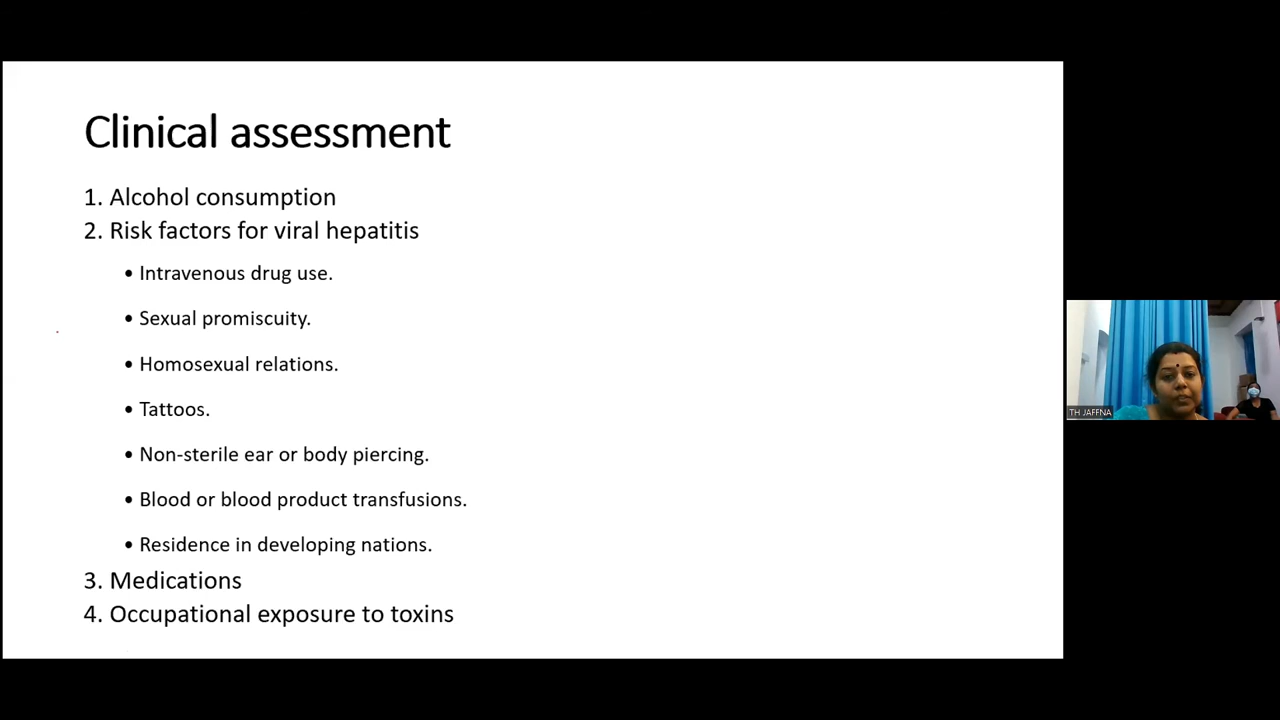 Clinical assessment
1. Alcohol consumption
2. Risk factors for viral hepatitis
• Intravenous drug use.
• Sexual promiscuity.
• Homosexual relations.
• Tattoos.
• Non-sterile ear or body piercing.
• Blood or blood product transfusions.
• Residence in developing nations.
3. Medications
4. Occupational exposure to toxins
TH JAFFNA